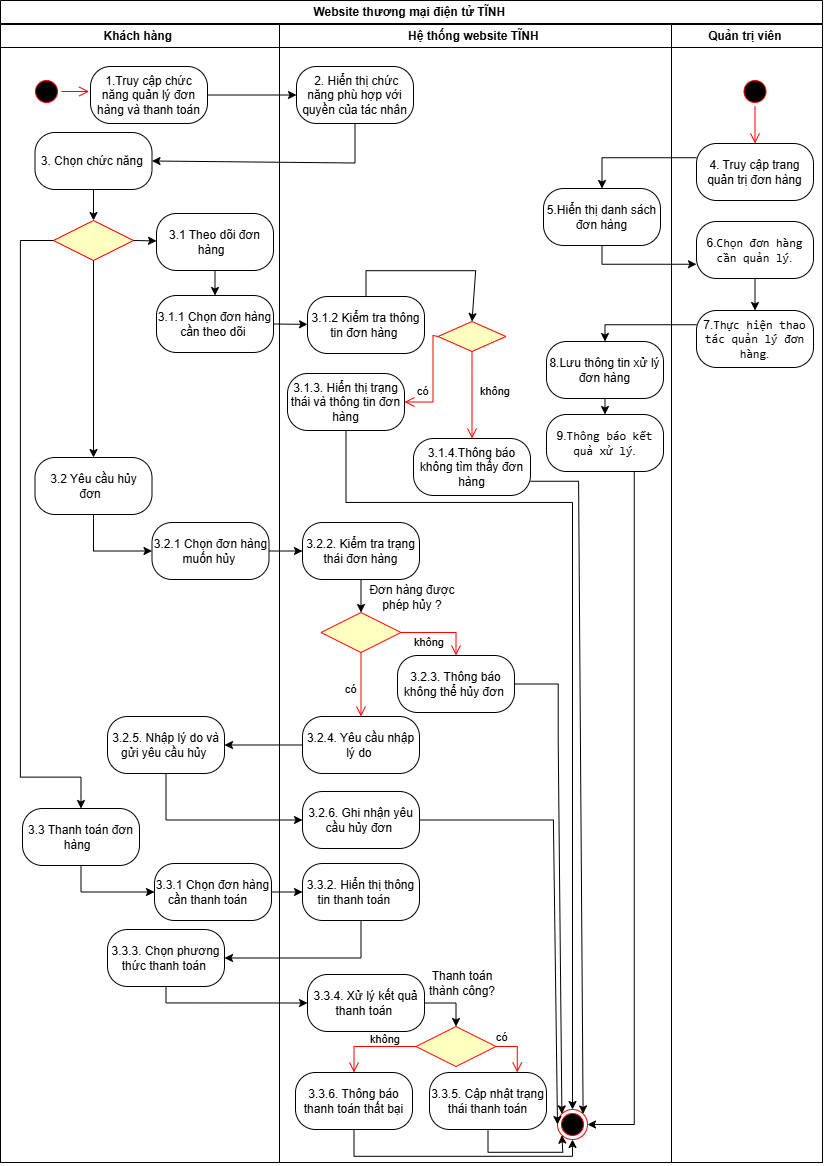 Website thương mại điện tử TĨNH
Khách hàng
Hệ thống website TĨNH
Quản trị viên
1.Truy cập chức
năng quản lý đơn
hàng và thanh toán
2. Hiển thị chức
năng phù hợp với
quyền của tác nhân
3. Chọn chức năng
4. Truy cập trang
quản trị đơn hàng
5.Hiển thị danh sách
đơn hàng
6.Chọn đơn hàng
cần quản lý.
3.1 Theo dõi đơn
hàng
3.1.1 Chọn đơn hàng
cần theo dõi
3.1.2 Kiểm tra thông
tin đơn hàng
7.Thực hiện thao
tác quản lý đơn
hàng.
8.Lưu thông tin xử lý
đơn hàng
có
không
3.1.3. Hiển thị trạng
thái và thông tin đơn
hàng
9.Thông báo kết
quả xử lý.
3.1.4.Thông báo
không tìm thấy đơn
hàng
3.2 Yêu cầu hủy
đơn
3.2.1 Chọn đơn hàng
muốn hủy
3.2.2. Kiểm tra trạng
thái đơn hàng
Đơn hàng được
phép hủy ?
không
có
3.2.3. Thông báo
không thể hủy đơn
3.2.4. Yêu cầu nhập
lý do
3.2.5. Nhập lý do và
gửi yêu cầu hủy
3.2.6. Ghi nhận yêu
cầu hủy đơn
3.3 Thanh toán đơn
hàng
3.3.1 Chọn đơn hàng
cần thanh toán
3.3.2. Hiển thị thông
tin thanh toán
3.3.3. Chọn phương
thức thanh toán
3.3.4. Xử lý kết quả
thanh toán
Thanh toán
thành công?
không
có
3.3.6. Thông báo
thanh toán thất bại
3.3.5. Cập nhật trạng
thái thanh toán